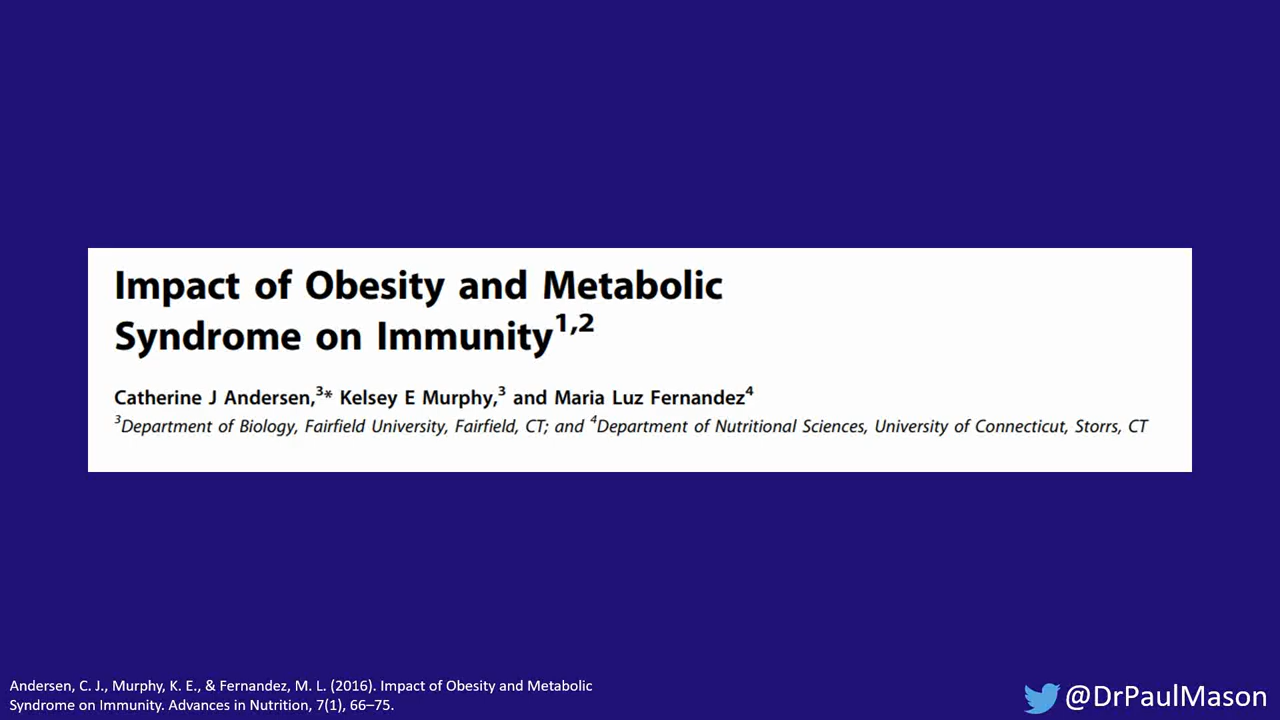 Impact of Obesity and Metabolic
Syndrome on Immunity1,2
Catherine J Andersen,3* Kelsey E Murphy,3 and Maria Luz Fernandez4
3Department of Biology, Fairfield University, Fairfield, CT; and 4Department of Nutritional Sciences, University of Connecticut, Storrs, CT
Andersen, C. J., Murphy, K. E., & Fernandez, M. L. (2016). Impact of Obesity and Metabolic
Syndrome on Immunity. Advances in Nutrition, 7(1), 66–75.
@DrPaulMason